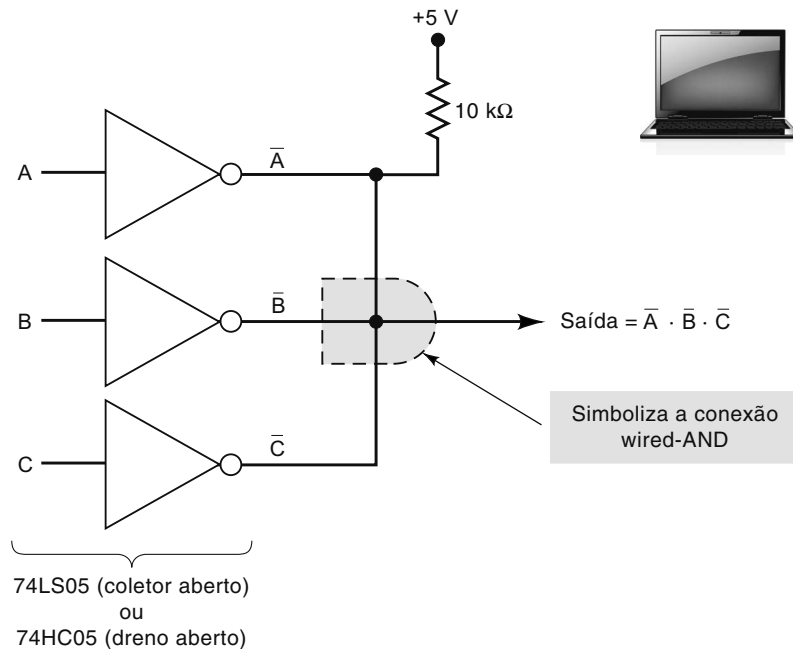 +5 V
10 kΩ
A
A̅
B
B̅
Saída = A̅ · B̅ · C̅
Simboliza a conexão
wired-AND
C
C̅
74LS05 (coletor aberto)
ou
74HC05 (dreno aberto)